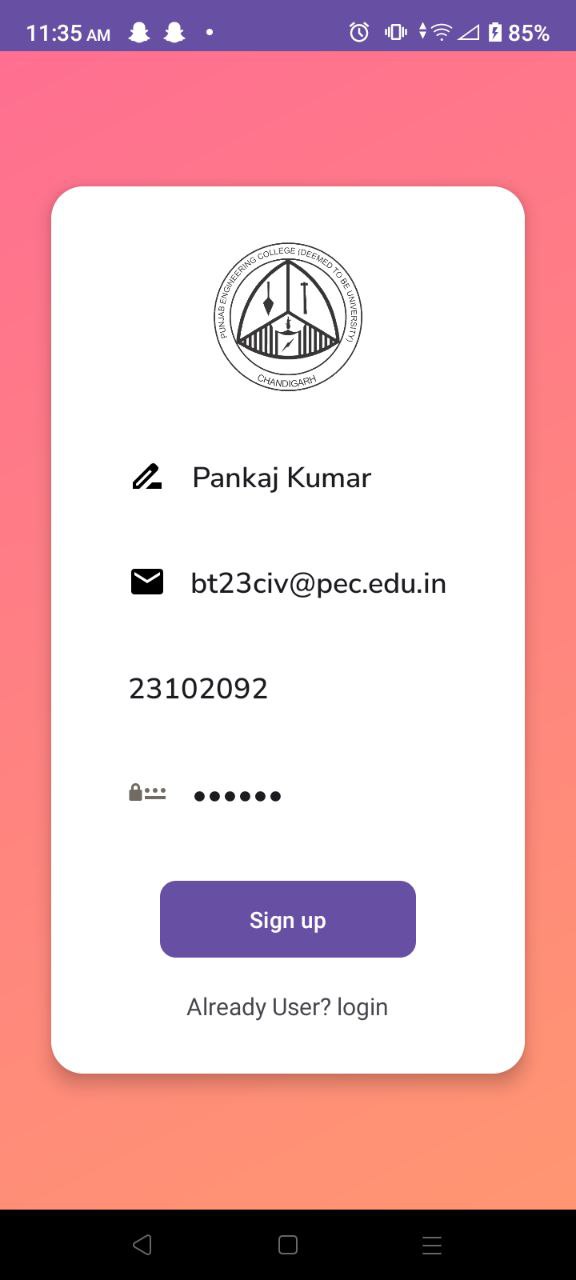 11:35 AM
85%
PUNJAB ENGINEERING COLLEGE (DEEMED TO BE UNIVERSITY)
CHANDIGARH
Pankaj Kumar
bt23civ@pec.edu.in
23102092
••••••
Sign up
Already User? login